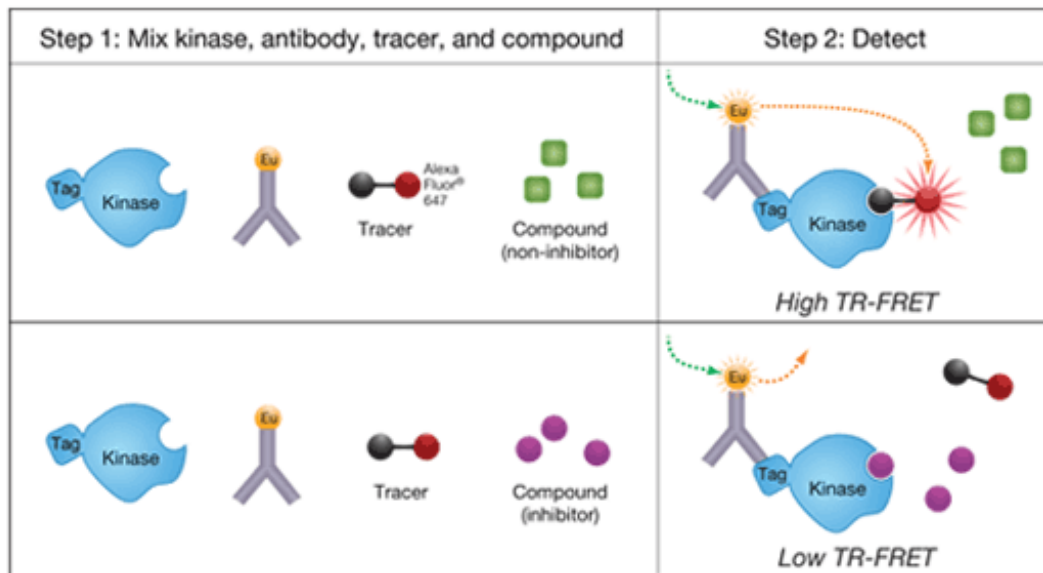 Step 1: Mix kinase, antibody, tracer, and compound
Step 2: Detect
Tag
Kinase
Eu
Alexa
Fluor®
647
Tracer
Compound
(non-inhibitor)
Eu
Tag
Kinase
High TR-FRET
Tag
Kinase
Eu
Tracer
Compound
(inhibitor)
Eu
Tag
Kinase
Low TR-FRET